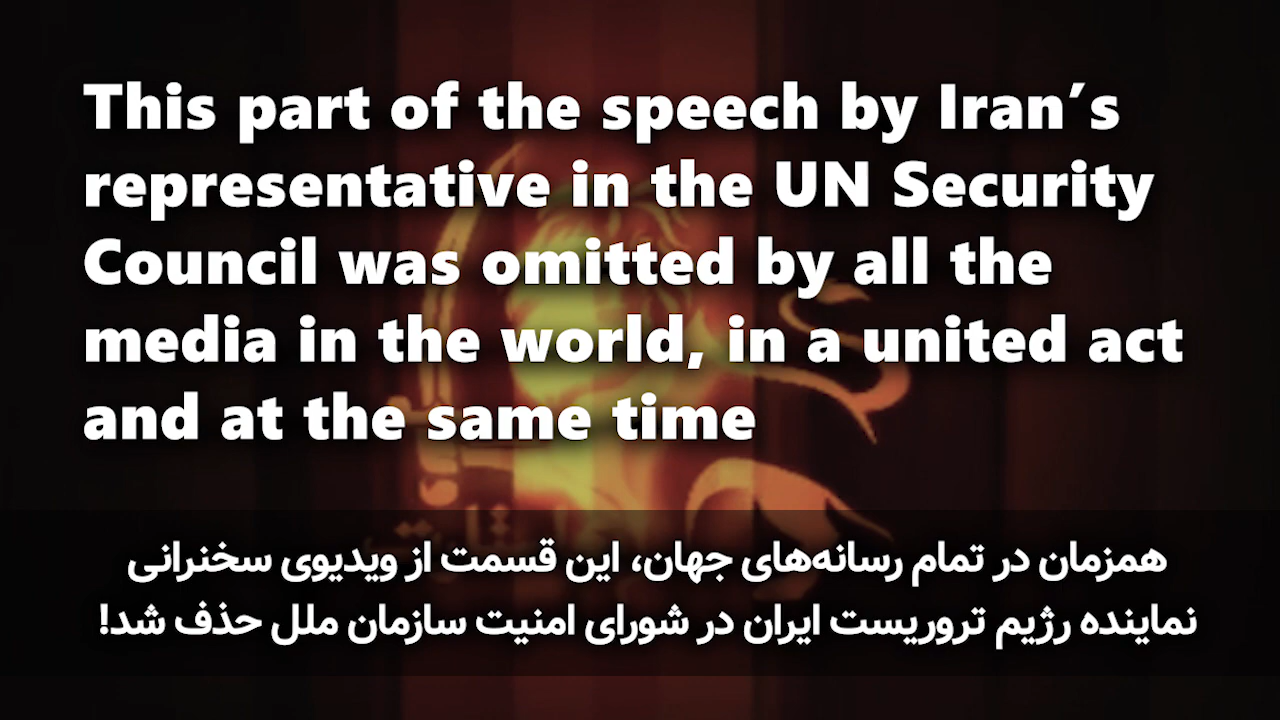 This part of the speech by Iran’s
representative in the UN Security
Council was omitted by all the
media in the world, in a united act
and at the same time
همزمان در تمام رسانه‌های جهان، این قسمت از ویدیوی سخنرانی
نماینده رژیم تروریست ایران در شورای امنیت سازمان ملل حذف شد!